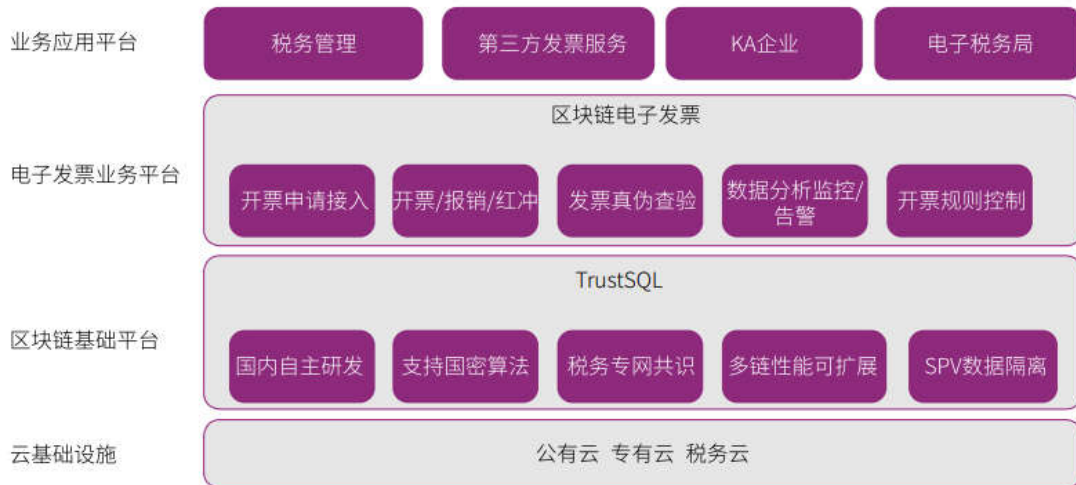 业务应用平台
税务管理
第三方发票服务
KA企业
电子税务局
区块链电子发票
电子发票业务平台
开票申请接入
开票/报销/红冲
发票真伪查验
数据分析监控/
告警
开票规则控制
TrustSQL
区块链基础平台
国内自主研发
支持国密算法
税务专网共识
多链性能可扩展
SPV数据隔离
云基础设施
公有云 专有云 税务云